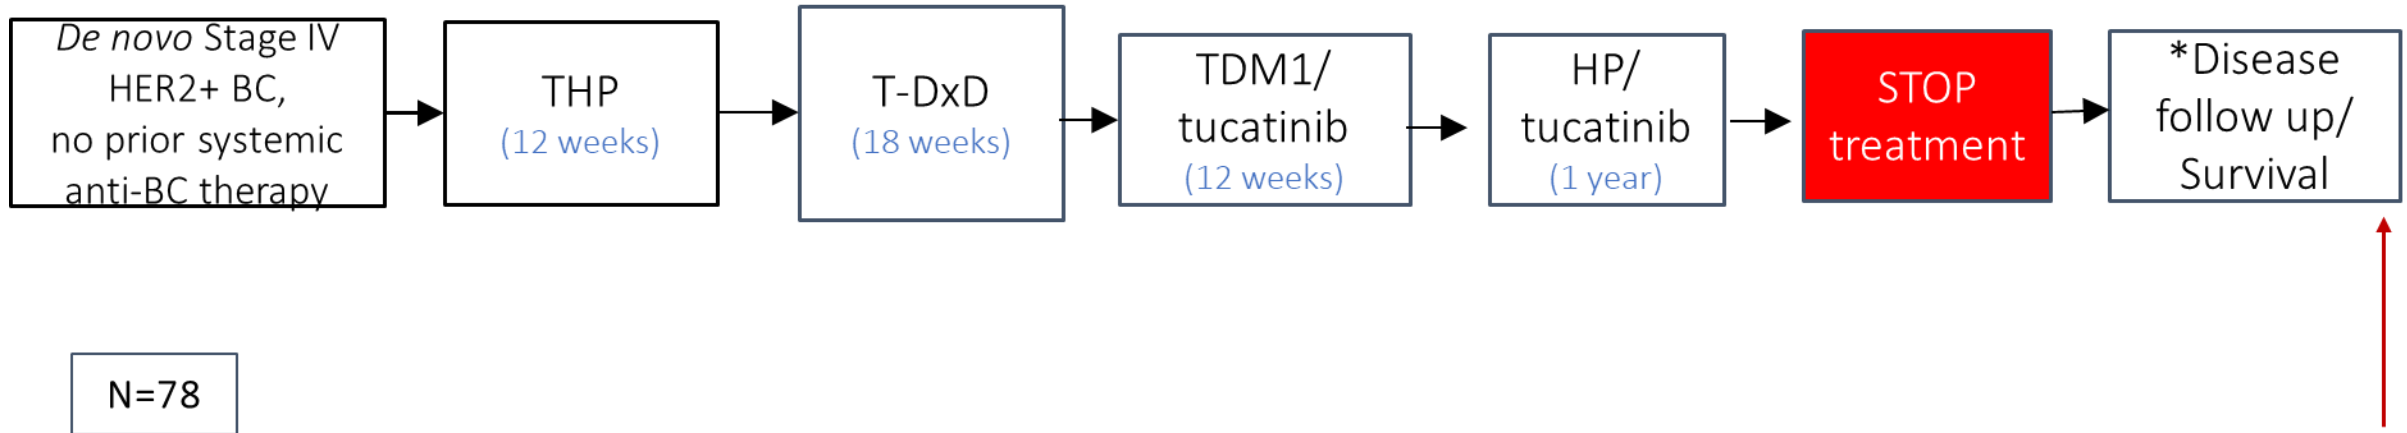 De novo Stage IV
HER2+ BC,
no prior systemic
anti-BC therapy
THP
(12 weeks)
T-DxD
(18 weeks)
TDM1/
tucatinib
(12 weeks)
HP/
tucatinib
(1 year)
STOP
treatment
*Disease
follow up/
Survival
N=78